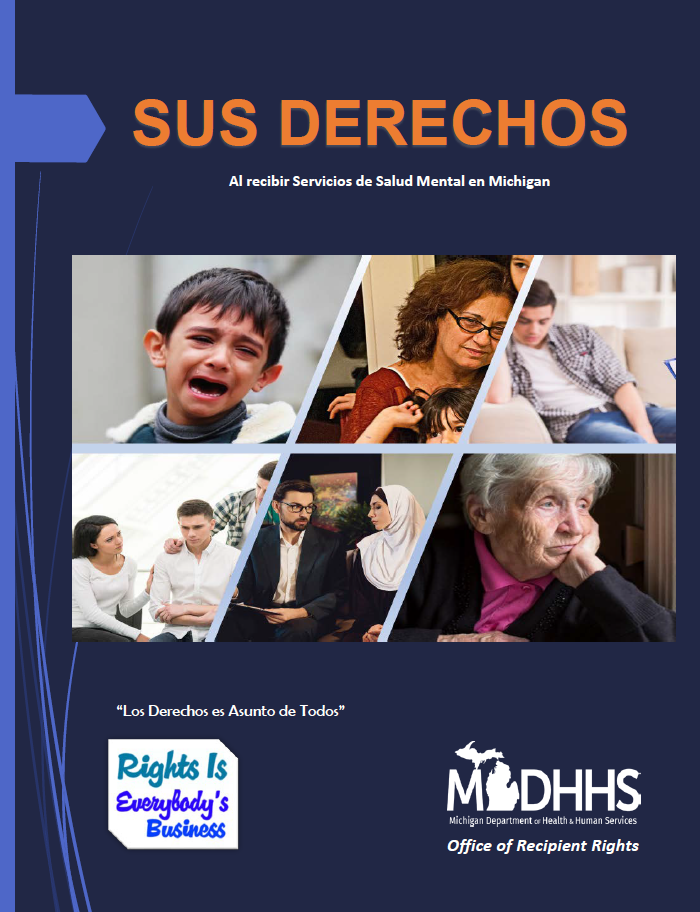 SUS DERECHOS
Al recibir Servicios de Salud Mental en Michigan
“Los Derechos es Asunto de Todos”
Rights Is
Everybody's
Business
MDHHS
Michigan Department of Health & Human Services
Office of Recipient Rights